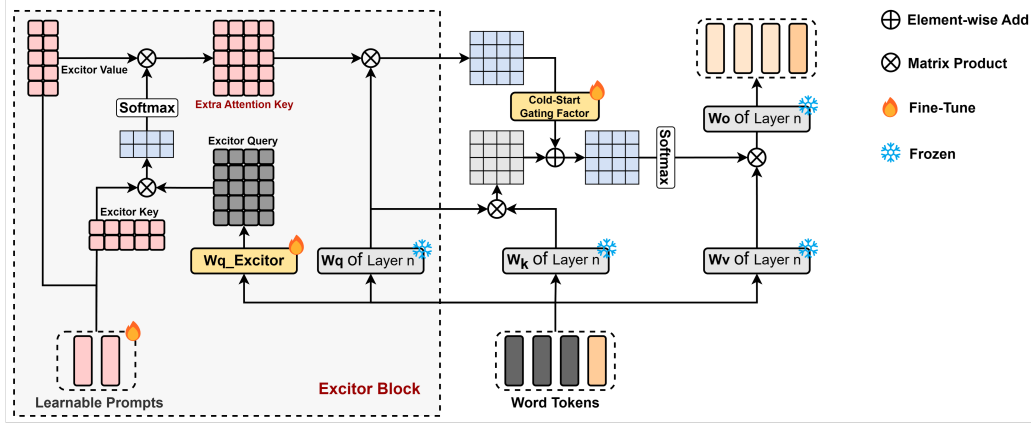 Excitor Value
Softmax
Extra Attention Key
Excitor Query
Excitor Key
Wq_Excitor
Wq of Layer n
Learnable Prompts
Excitor Block
Cold-Start
Gating Factor
Softmax
Wk of Layer n
Word Tokens
Wo of Layer n
Wv of Layer n
Element-wise Add
Matrix Product
Fine-Tune
Frozen